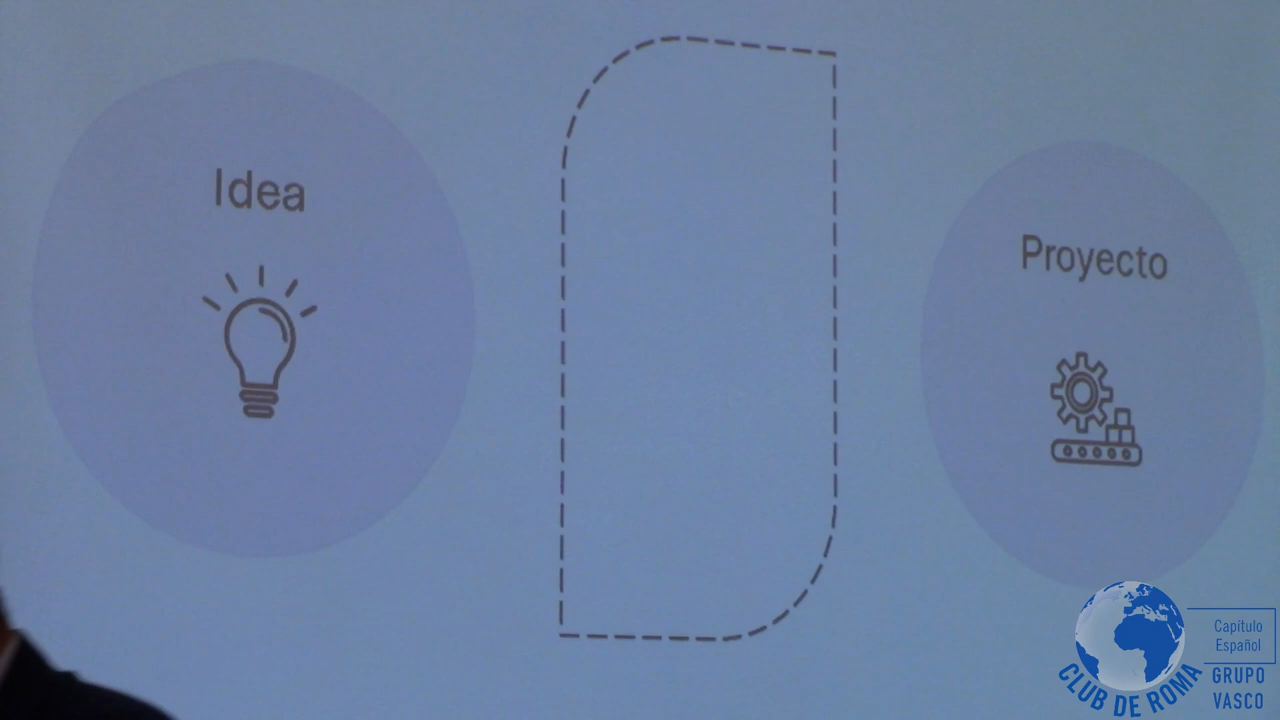 Idea
Proyecto
Capítulo
Español
CLUB DE ROMA
GRUPO
VASCO